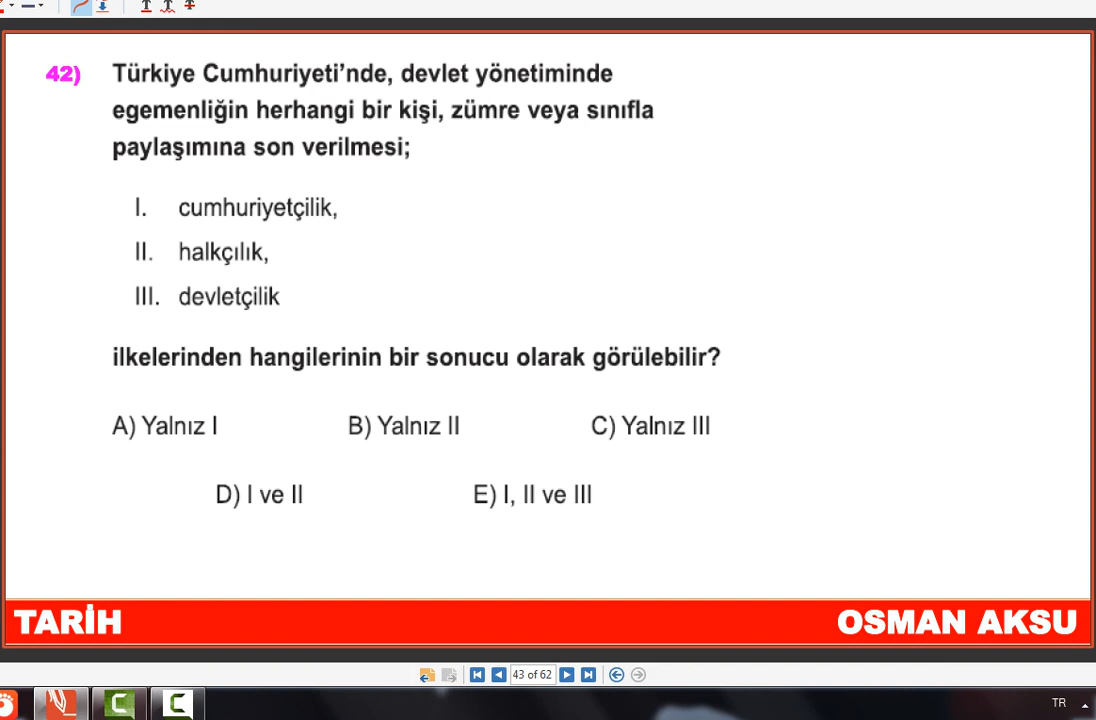 42) Türkiye Cumhuriyeti’nde, devlet yönetiminde
egemenliğin herhangi bir kişi, zümre veya sınıfla
paylaşımına son verilmesi;
I. cumhuriyetçilik,
II. halkçılık,
III. devletçilik
ilkelerinden hangilerinin bir sonucu olarak görülebilir?
A) Yalnız I B) Yalnız II C) Yalnız III
D) I ve II E) I, II ve III
TARİH OSMAN AKSU
43 of 62
TR